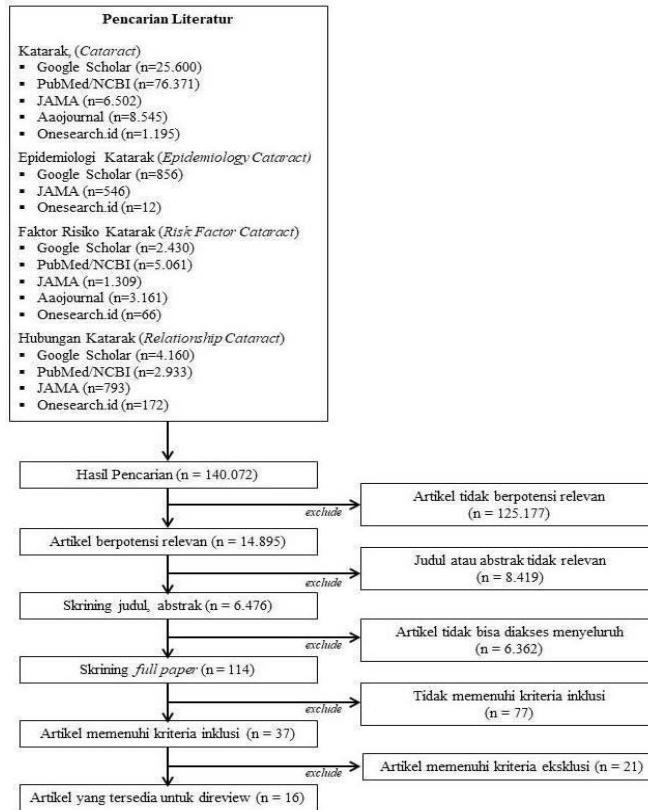 Pencarian Literatur
Katarak, (Cataract)
▪ Google Scholar (n=25.600)
▪ PubMed/NCBI (n=76.371)
▪ JAMA (n=6.502)
▪ Aaojournal (n=8.545)
▪ Onesearch.id (n=1.195)
Epidemiologi Katarak (Epidemiology Cataract)
▪ Google Scholar (n=856)
▪ JAMA (n=546)
▪ Onesearch.id (n=12)
Faktor Risiko Katarak (Risk Factor Cataract)
▪ Google Scholar (n=2.430)
▪ PubMed/NCBI (n=5.061)
▪ JAMA (n=1.309)
▪ Aaojournal (n=3.161)
▪ Onesearch.id (n=66)
Hubungan Katarak (Relationship Cataract)
▪ Google Scholar (n=4.160)
▪ PubMed/NCBI (n=2.933)
▪ JAMA (n=793)
▪ Onesearch.id (n=172)
Hasil Pencarian (n = 140.072)
exclude
Artikel tidak berpotensi relevan
(n = 125.177)
Artikel berpotensi relevan (n = 14.895)
exclude
Judul atau abstrak tidak relevan
(n = 8.419)
Skrining judul, abstrak (n = 6.476)
exclude
Artikel tidak bisa diakses menyeluruh
(n = 6.362)
Skrining full paper (n = 114)
exclude
Tidak memenuhi kriteria inklusi
(n = 77)
Artikel memenuhi kriteria inklusi (n = 37)
exclude
Artikel memenuhi kriteria eksklusi (n = 21)
Artikel yang tersedia untuk direview (n = 16)